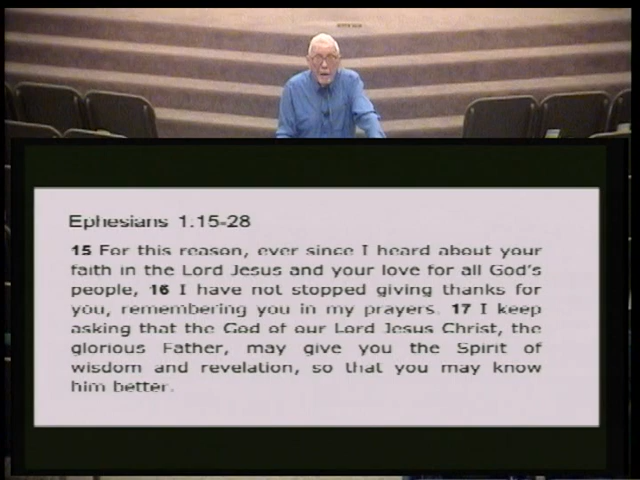 Ephesians 1.15-28
15 For this reason, ever since I heard about your
faith in the Lord Jesus and your love for all God's
people, 16 I have not stopped giving thanks for
you, remembering you in my prayers. 17 I keep
asking that the God of our Lord Jesus Christ, the
glorious Father, may give you the Spirit of
wisdom and revelation, so that you may know
him better.